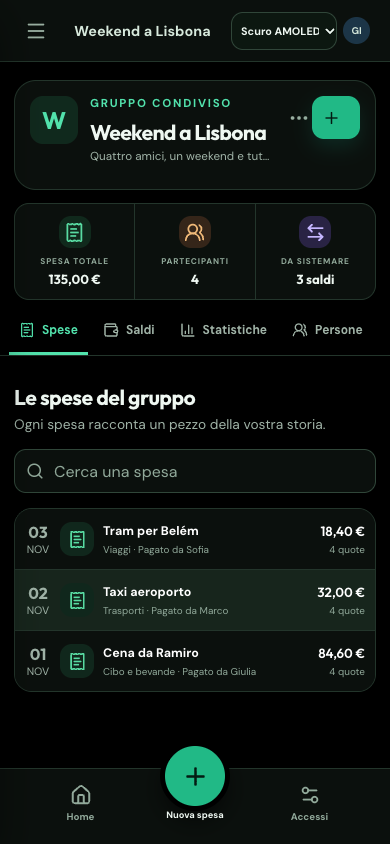 Weekend a Lisbona
Scuro AMOLED
GI
W
GRUPPO CONDIVISO
Weekend a Lisbona
Quattro amici, un weekend e tut...
SPESA TOTALE
135,00 €
PARTECIPANTI
4
DA SISTEMARE
3 saldi
Spese
Saldi
Statistiche
Persone
Le spese del gruppo
Ogni spesa racconta un pezzo della vostra storia.
Cerca una spesa
03 NOV
Tram per Belém
Viaggi · Pagato da Sofia
18,40 €
4 quote
02 NOV
Taxi aeroporto
Trasporti · Pagato da Marco
32,00 €
4 quote
01 NOV
Cena da Ramiro
Cibo e bevande · Pagato da Giulia
84,60 €
4 quote
Home
Nuova spesa
Accessi